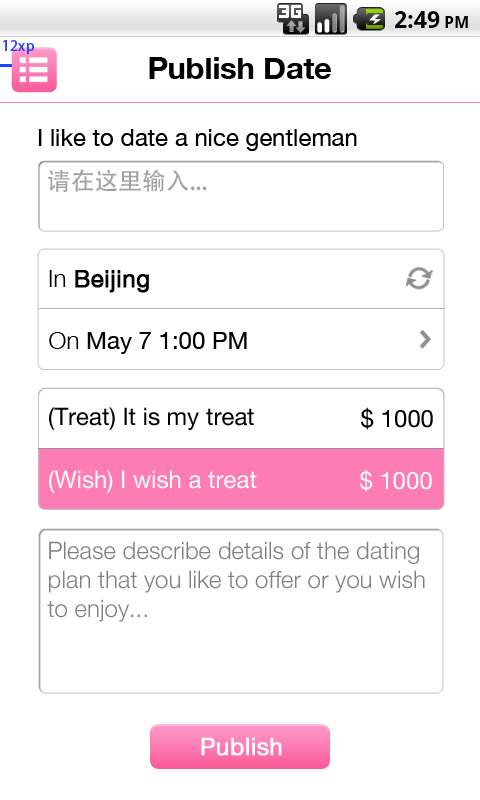 3G 2:49 PM
12xp
Publish Date
I like to date a nice gentleman
请在这里输入...
In Beijing
On May 7 1:00 PM
(Treat) It is my treat $ 1000
(Wish) I wish a treat $ 1000
Please describe details of the dating
plan that you like to offer or you wish
to enjoy...
Publish